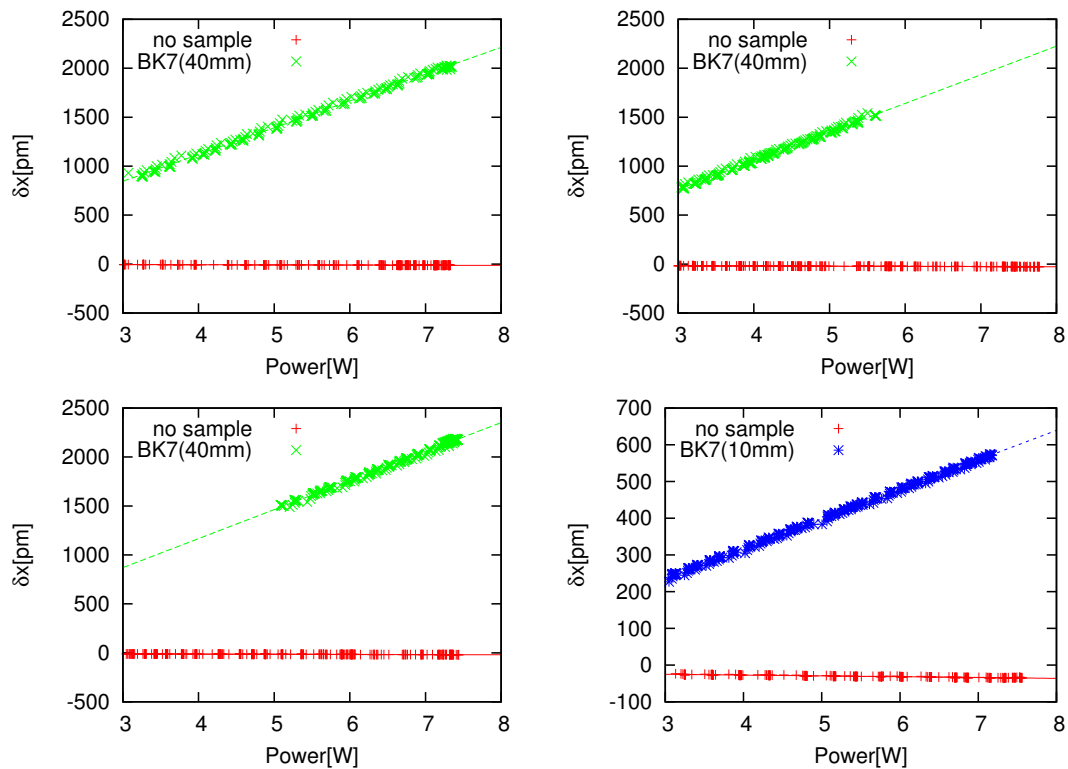 2500
2000
1500
1000
500
0
-500
3 4 5 6 7 8
δx[pm]
Power[W]
no sample
BK7(40mm)
2500
2000
1500
1000
500
0
-500
3 4 5 6 7 8
δx[pm]
Power[W]
no sample
BK7(40mm)
2500
2000
1500
1000
500
0
-500
3 4 5 6 7 8
δx[pm]
Power[W]
no sample
BK7(40mm)
700
600
500
400
300
200
100
0
-100
3 4 5 6 7 8
δx[pm]
Power[W]
no sample
BK7(10mm)